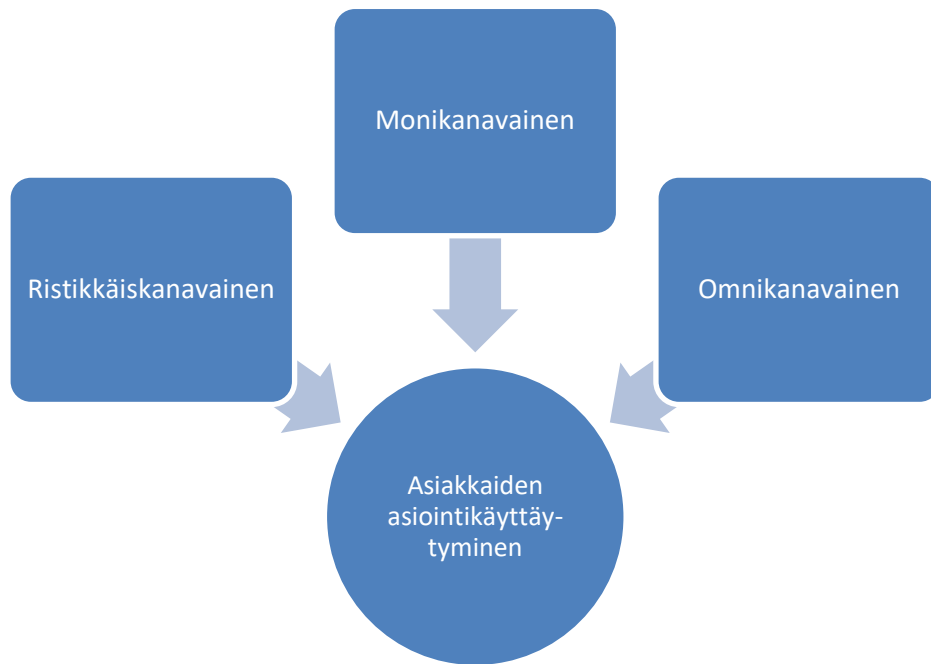 Monikanavainen
Ristikkäiskanavainen
Omnikanavainen
Asiakkaiden
asiointikäyttäy-
tyminen